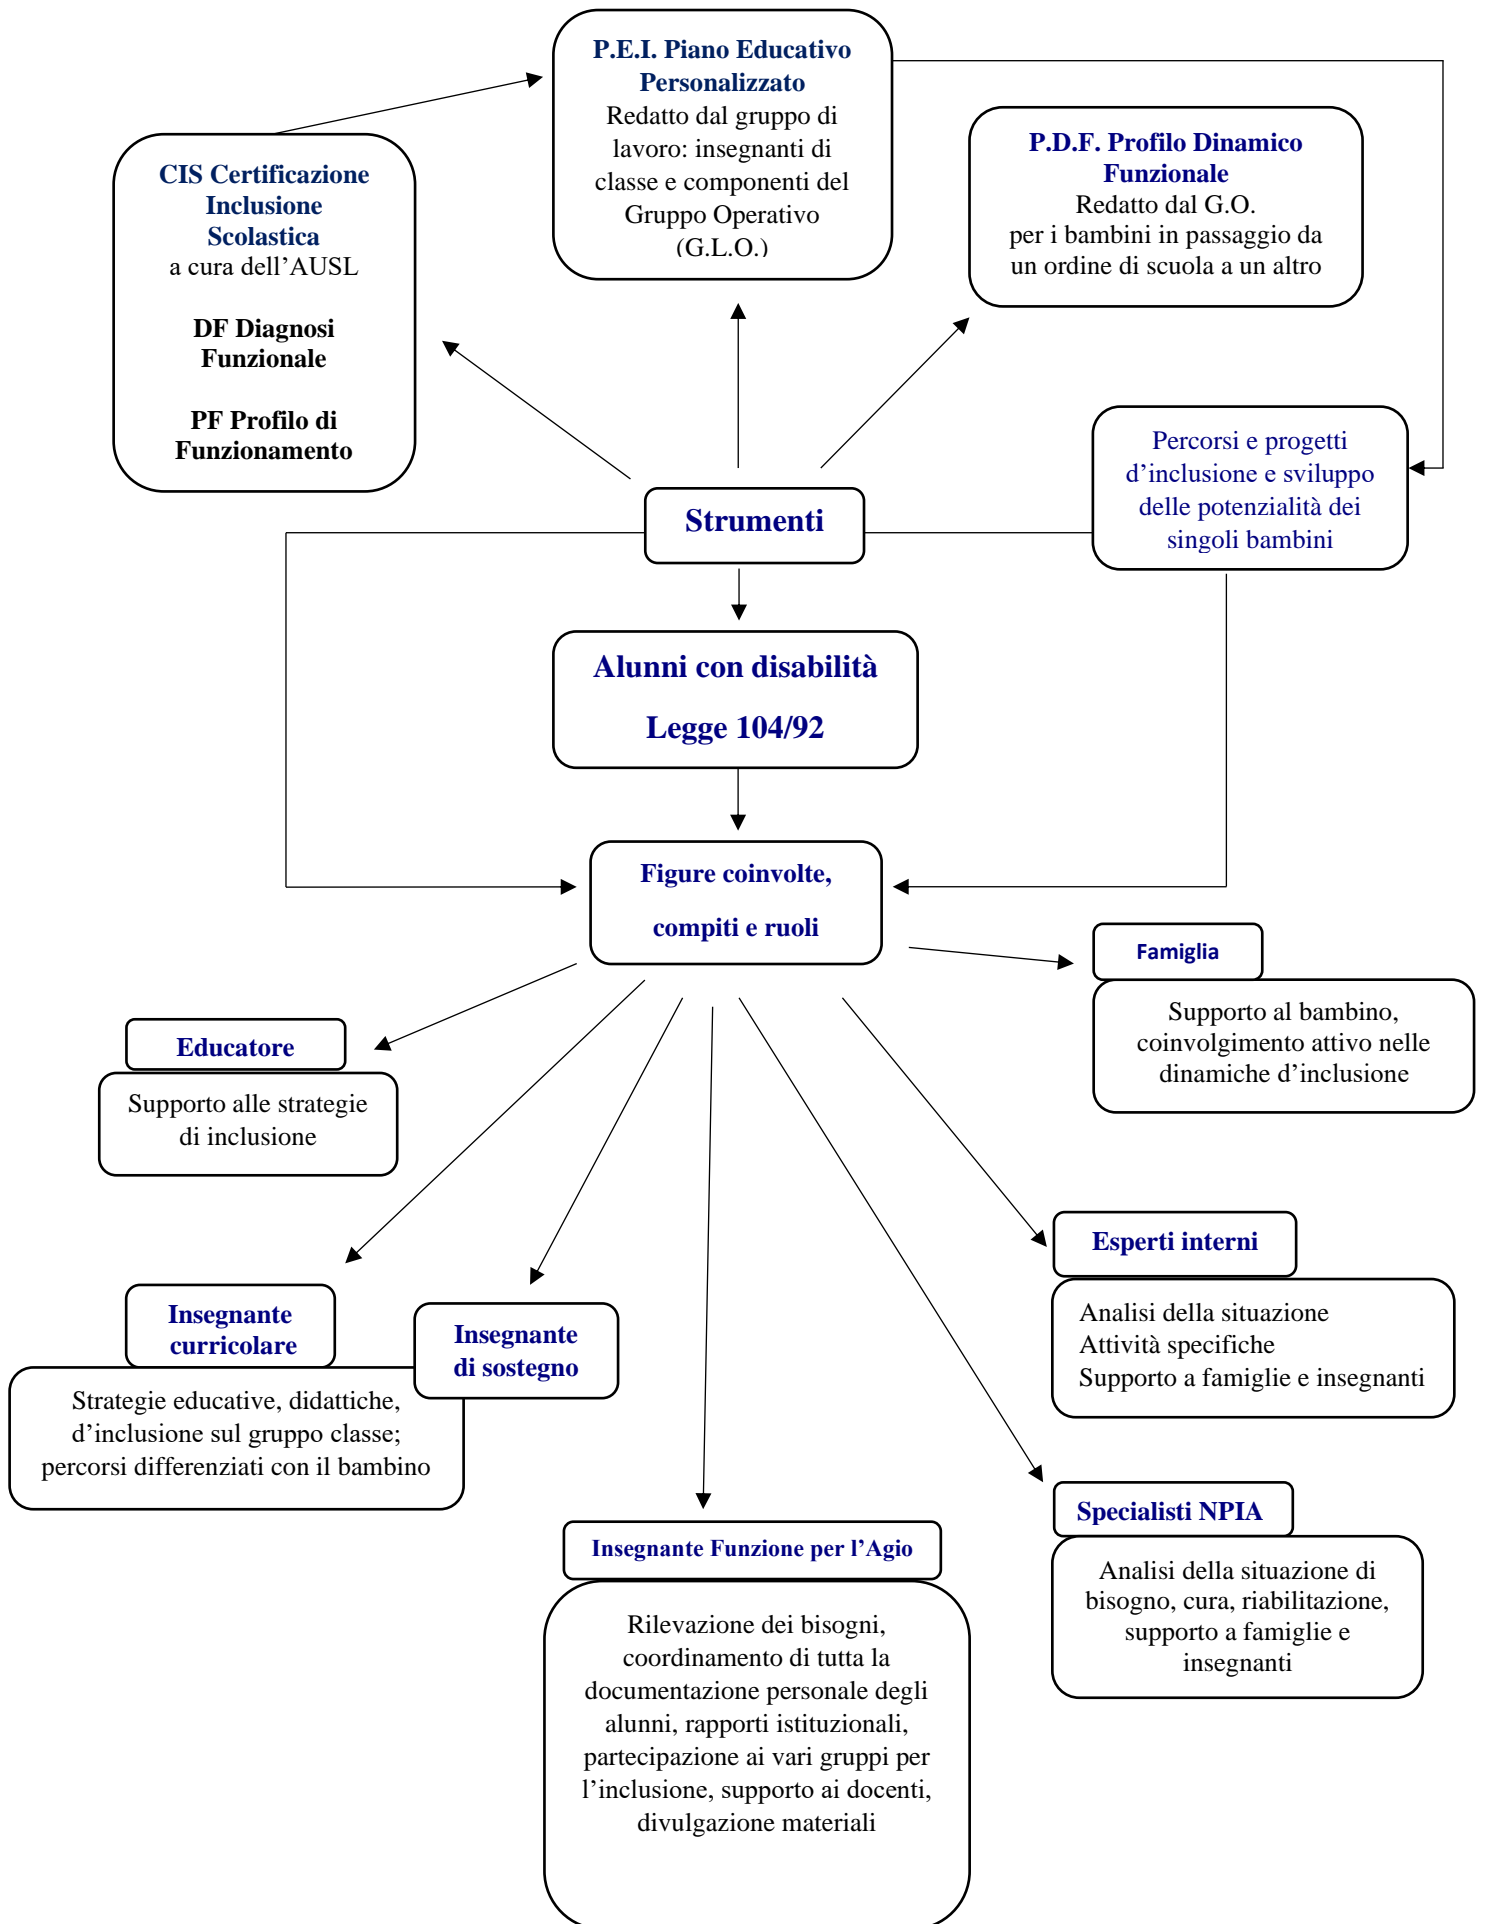 P.E.I. Piano Educativo
Personalizzato
Redatto dal gruppo di
lavoro: insegnanti di
classe e componenti del
Gruppo Operativo
(G.L.O.)
P.D.F. Profilo Dinamico
Funzionale
Redatto dal G.O.
per i bambini in passaggio da
un ordine di scuola a un altro
CIS Certificazione
Inclusione
Scolastica
a cura dell’AUSL
DF Diagnosi
Funzionale
PF Profilo di
Funzionamento
Percorsi e progetti
d’inclusione e sviluppo
delle potenzialità dei
singoli bambini
Strumenti
Alunni con disabilità
Legge 104/92
Figure coinvolte,
compiti e ruoli
Famiglia
Supporto al bambino,
coinvolgimento attivo nelle
dinamiche d’inclusione
Educatore
Supporto alle strategie
di inclusione
Esperti interni
Analisi della situazione
Attività specifiche
Supporto a famiglie e insegnanti
Insegnante
curricolare
Insegnante
di sostegno
Strategie educative, didattiche,
d’inclusione sul gruppo classe;
percorsi differenziati con il bambino
Specialisti NPIA
Analisi della situazione di
bisogno, cura, riabilitazione,
supporto a famiglie e
insegnanti
Insegnante Funzione per l’Agio
Rilevazione dei bisogni,
coordinamento di tutta la
documentazione personale degli
alunni, rapporti istituzionali,
partecipazione ai vari gruppi per
l’inclusione, supporto ai docenti,
divulgazione materiali